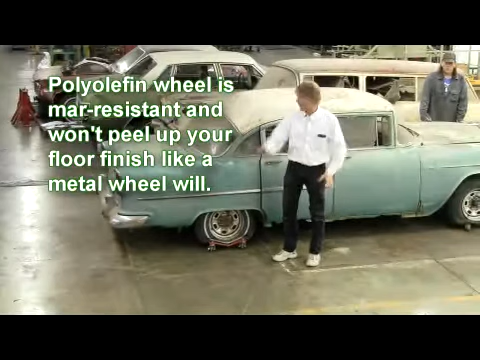 Polyolefin wheel is
mar-resistant and
won't peel up your
floor finish like a
metal wheel will.